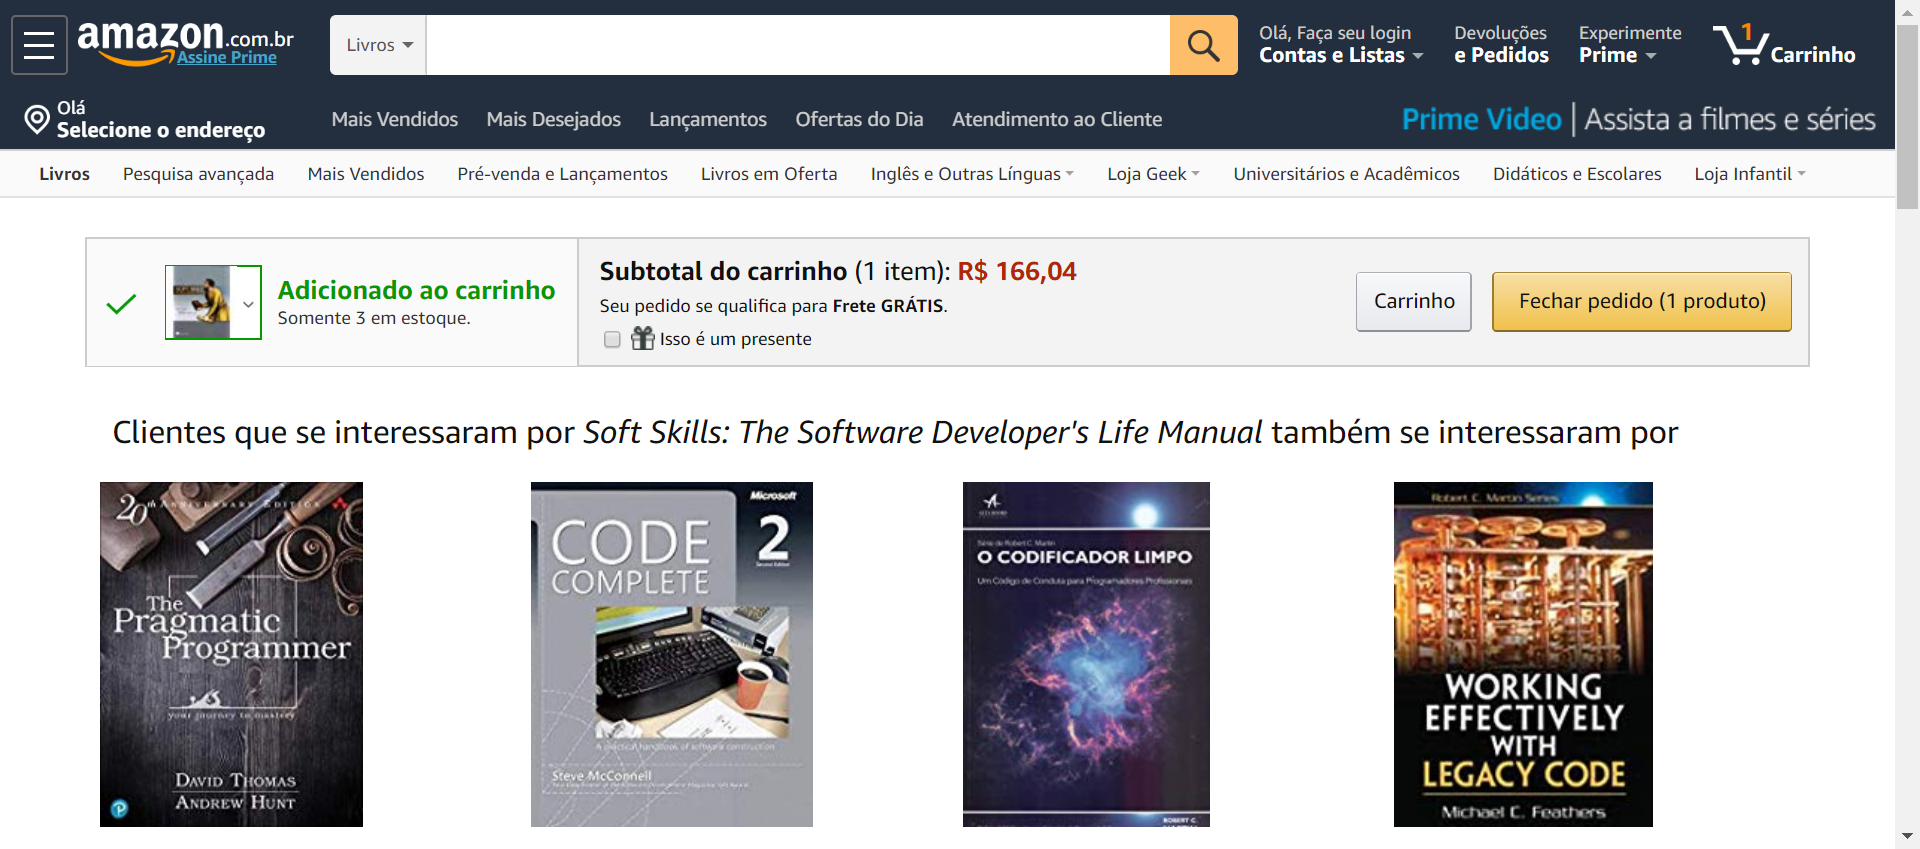 amazon.com.br
Assine Prime
Livros
Olá, Faça seu login
Contas e Listas
Devoluções
e Pedidos
Experimente
Prime
1
Carrinho
Olá
Selecione o endereço
Mais Vendidos
Mais Desejados
Lançamentos
Ofertas do Dia
Atendimento ao Cliente
Prime Video | Assista a filmes e séries
Livros
Pesquisa avançada
Mais Vendidos
Pré-venda e Lançamentos
Livros em Oferta
Inglês e Outras Línguas
Loja Geek
Universitários e Acadêmicos
Didáticos e Escolares
Loja Infantil
Adicionado ao carrinho
Somente 3 em estoque.
Subtotal do carrinho (1 item): R$ 166,04
Seu pedido se qualifica para Frete GRÁTIS.
Isso é um presente
Carrinho
Fechar pedido (1 produto)
Clientes que se interessaram por Soft Skills: The Software Developer's Life Manual também se interessaram por
20th ANNIVERSARY EDITION
The
Pragmatic
Programmer
your journey to mastery
DAVID THOMAS
ANDREW HUNT
Microsoft
CODE
COMPLETE
2
Second Edition
A practical handbook of software construction
Steve McConnell
ALTA BOOKS
Série de Robert C. Martin
O CODIFICADOR LIMPO
Um Código de Conduta para Programadores Profissionais
ROBERT C.
Robert C. Martin Series
WORKING
EFFECTIVELY
WITH
LEGACY CODE
Michael C. Feathers